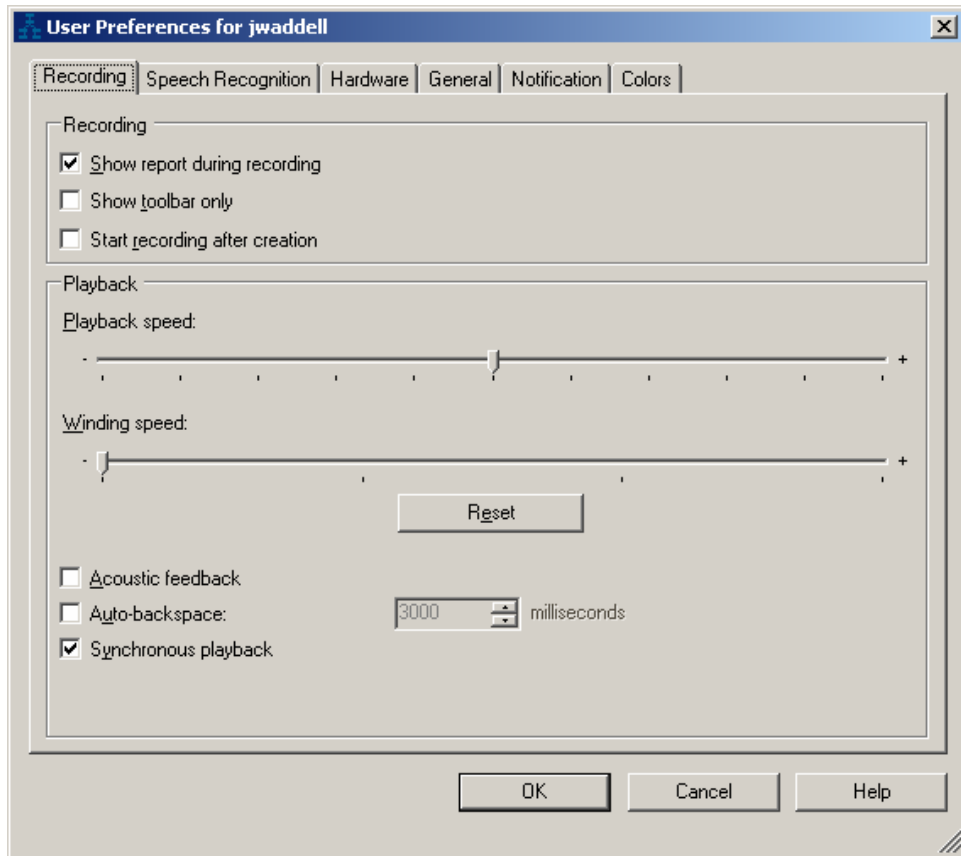 User Preferences for jwaddell
Recording Speech Recognition Hardware General Notification Colors
Recording
Show report during recording
Show toolbar only
Start recording after creation
Playback
Playback speed:
- +
Winding speed:
- +
Reset
Acoustic feedback
Auto-backspace: 3000 milliseconds
Synchronous playback
OK Cancel Help